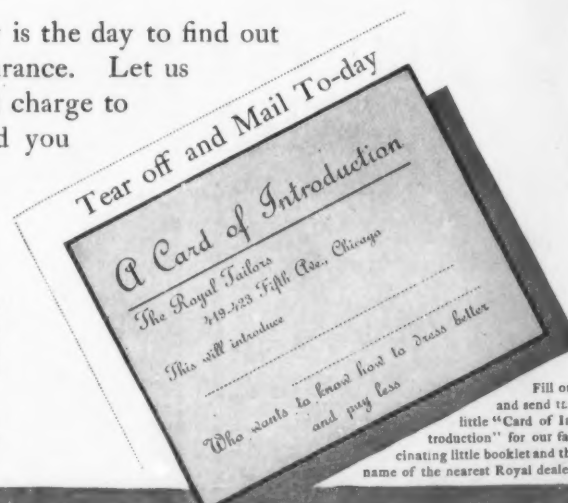 is the day to find out
rance. Let us
charge to
d you
Tear off and Mail To-day
A Card of Introduction
The Royal Tailors
419-423 Fifth Ave., Chicago
This will introduce
Who wants to know how to dress better
and pay less
Fill
and send
little "Card of In
troduction" for our fa
cinating little booklet and th
name of the nearest Royal deale